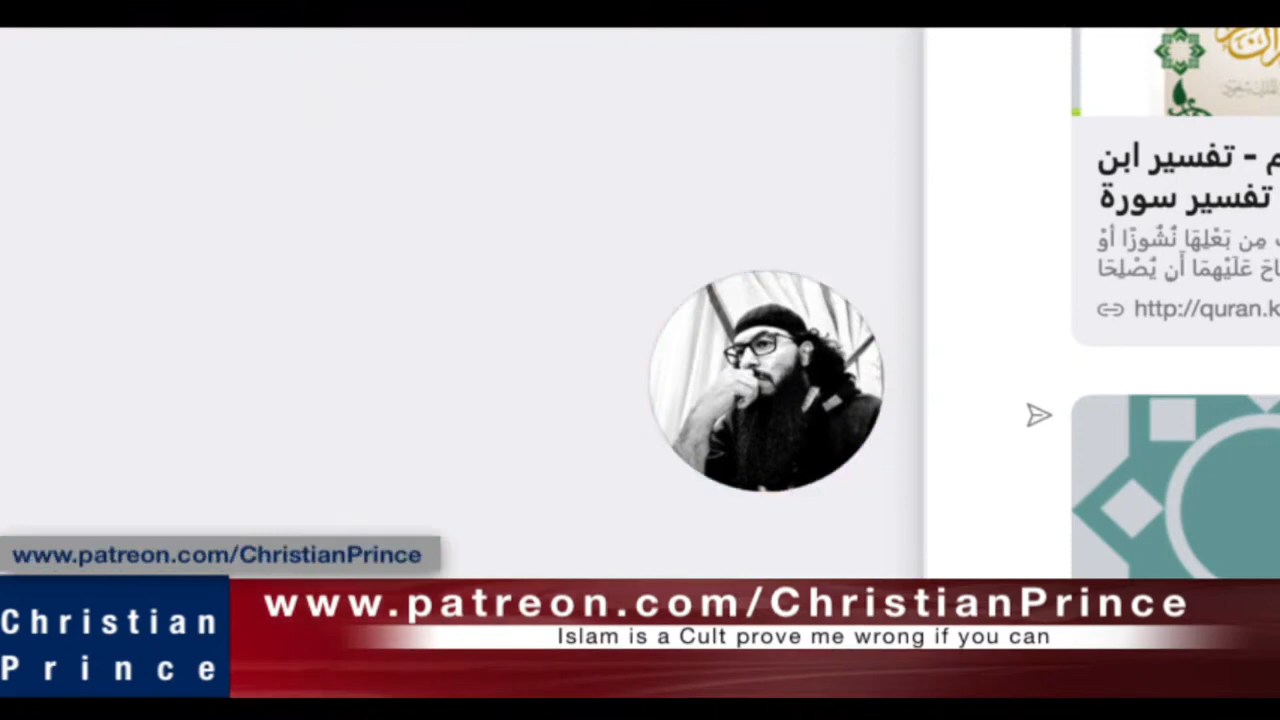 م - تفسير ابن
تفسير سورة
مِن بَعْلِهَا نُشُوزًا أَوْ
عَلَيْهِمَا أَن يُصْلِحَا
http://quran.k
www.patreon.com/ChristianPrince
Christian
Prince
www.patreon.com/ChristianPrince
Islam is a Cult prove me wrong if you can